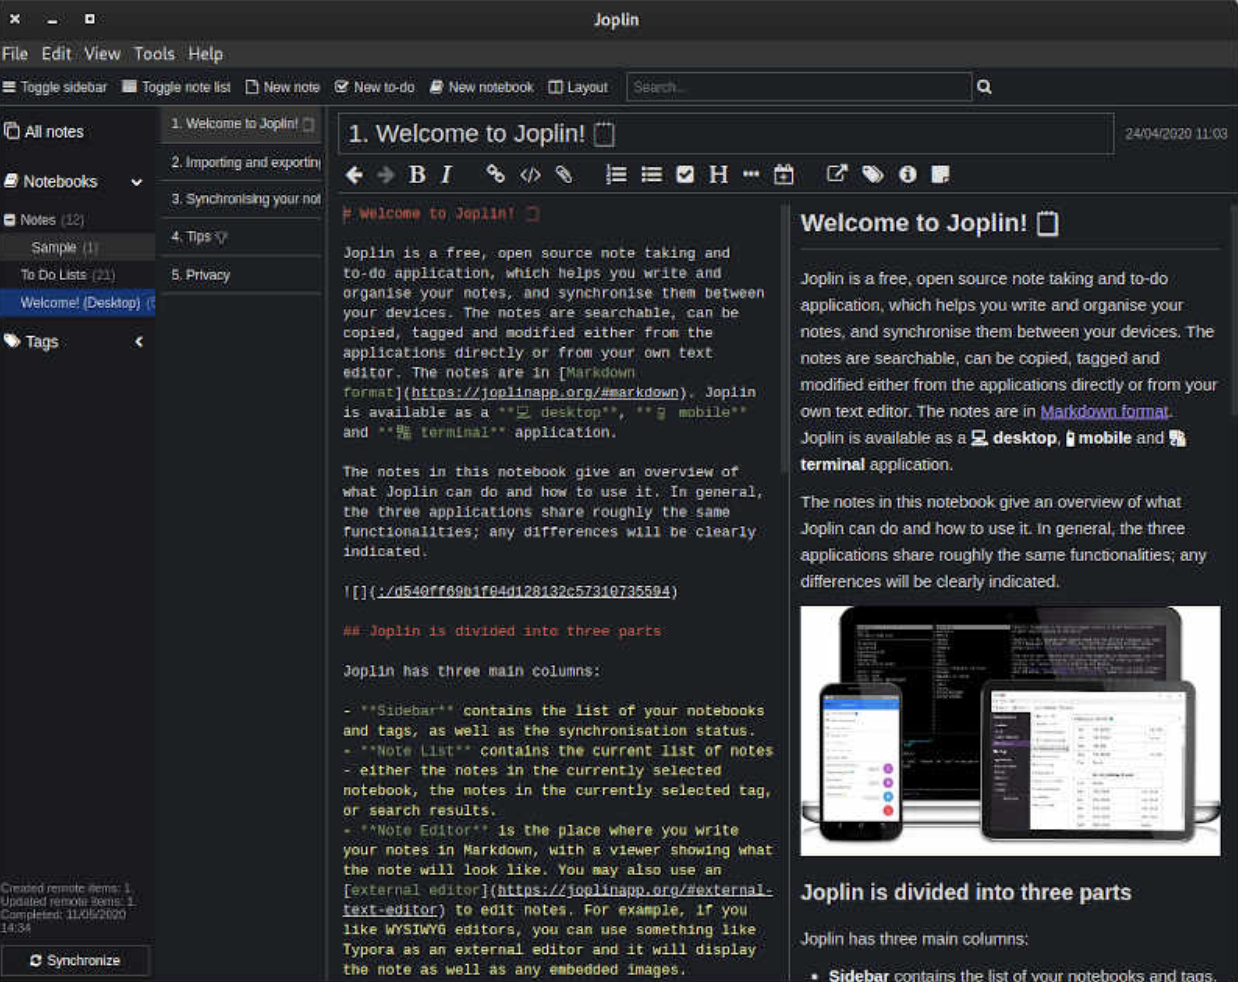 Joplin
File Edit View Tools Help
Toggle sidebar Toggle note list New note New to-do New notebook Layout Search...
All notes
Notebooks
Notes (12)
Sample (1)
To Do Lists (21)
Welcome! (Desktop)
Tags
Created remote items: 1.
Updated remote items: 1.
Completed: 11/05/2020
14:34
Synchronize
1. Welcome to Joplin!
2. Importing and exporting
3. Synchronising your not
4. Tips
5. Privacy
1. Welcome to Joplin!
24/04/2020 11:03
# Welcome to Joplin!
Joplin is a free, open source note taking and
to-do application, which helps you write and
organise your notes, and synchronise them between
your devices. The notes are searchable, can be
copied, tagged and modified either from the
applications directly or from your own text
editor. The notes are in [Markdown
format](https://joplinapp.org/#markdown). Joplin
is available as a ** desktop**, ** mobile**
and ** terminal** application.
The notes in this notebook give an overview of
what Joplin can do and how to use it. In general,
the three applications share roughly the same
functionalities; any differences will be clearly
indicated.
![](:/d540ff69b1f04d128132c57310735594)
## Joplin is divided into three parts
Joplin has three main columns:
- **Sidebar** contains the list of your notebooks
and tags, as well as the synchronisation status.
- **Note List** contains the current list of notes
- either the notes in the currently selected
notebook, the notes in the currently selected tag,
or search results.
- **Note Editor** is the place where you write
your notes in Markdown, with a viewer showing what
the note will look like. You may also use an
[external editor](https://joplinapp.org/#external-
text-editor) to edit notes. For example, if you
like WYSIWYG editors, you can use something like
Typora as an external editor and it will display
the note as well as any embedded images.
Welcome to Joplin!
Joplin is a free, open source note taking and to-do
application, which helps you write and organise your
notes, and synchronise them between your devices. The
notes are searchable, can be copied, tagged and
modified either from the applications directly or from your
own text editor. The notes are in Markdown format.
Joplin is available as a desktop, mobile and
terminal application.
The notes in this notebook give an overview of what
Joplin can do and how to use it. In general, the three
applications share roughly the same functionalities; any
differences will be clearly indicated.
Joplin is divided into three parts
Joplin has three main columns:
• Sidebar contains the list of your notebooks and tags,